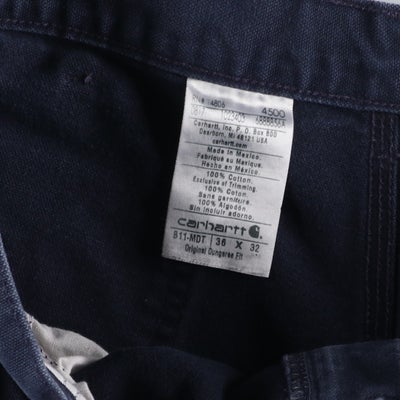 4806 4500
Carhartt, Inc. P.O. Box 600
Dearborn, MI 48121 USA
carhartt.com
Made in Mexico.
Fabriqué au Mexique.
Hecho en México.
100% Cotton.
Exclusive of Trimming.
100% Coton.
Sans garniture.
100% Algodón
Sin incluir adorno.
carhartt
B11-MDT 36 X 32
Original Dungaree Fit